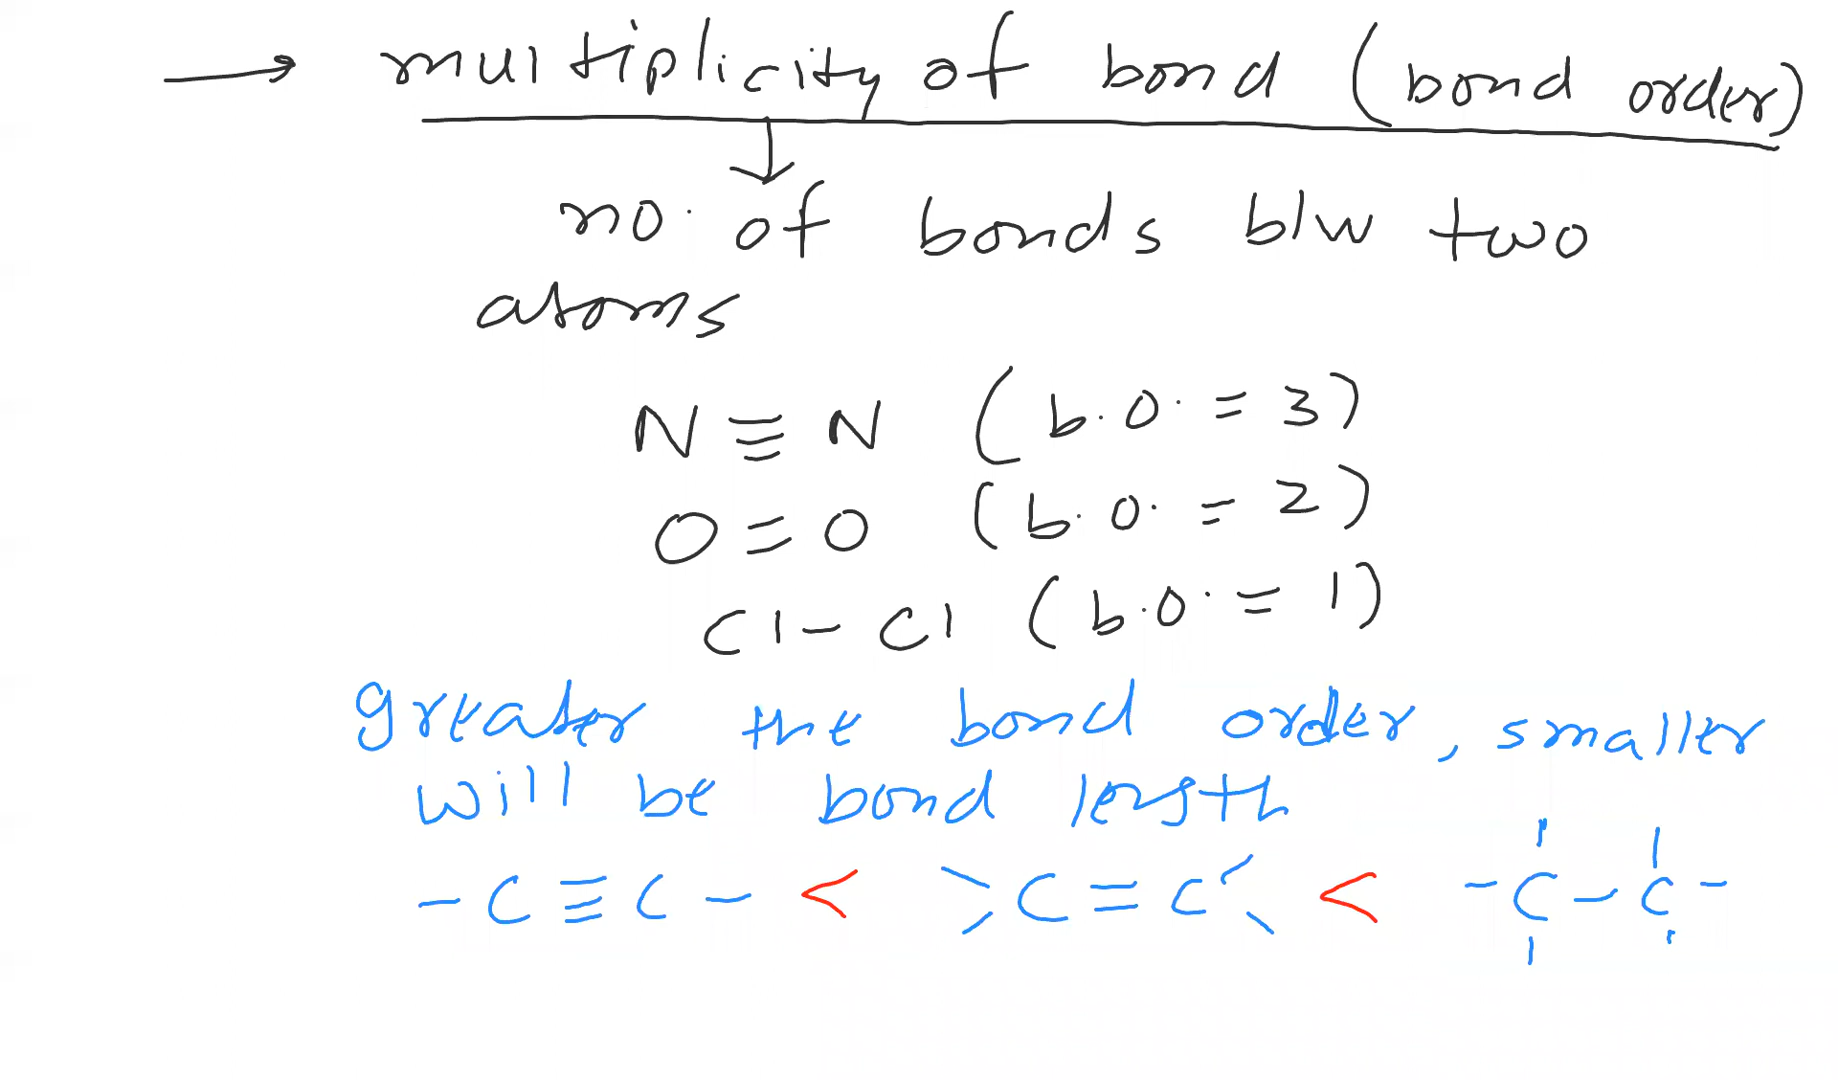 → multiplicity of bond (bond order)
↓
no. of bonds b/w two
atoms
N ≡ N (b.o. = 3)
O = O (b.o. = 2)
Cl - Cl (b.o. = 1)
greater the bond order, smaller
will be bond length
- C ≡ C - < >C = C< < - C - C -